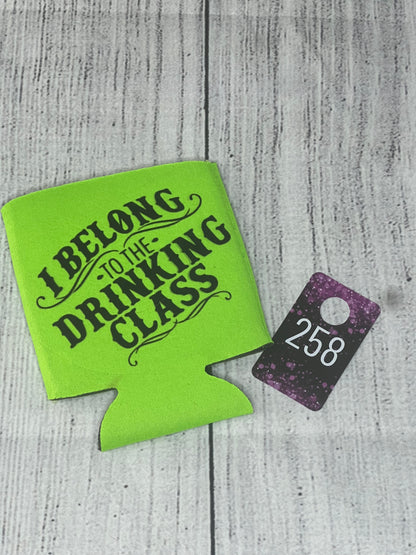 I BELONG
·TO THE·
DRINKING
CLASS
258